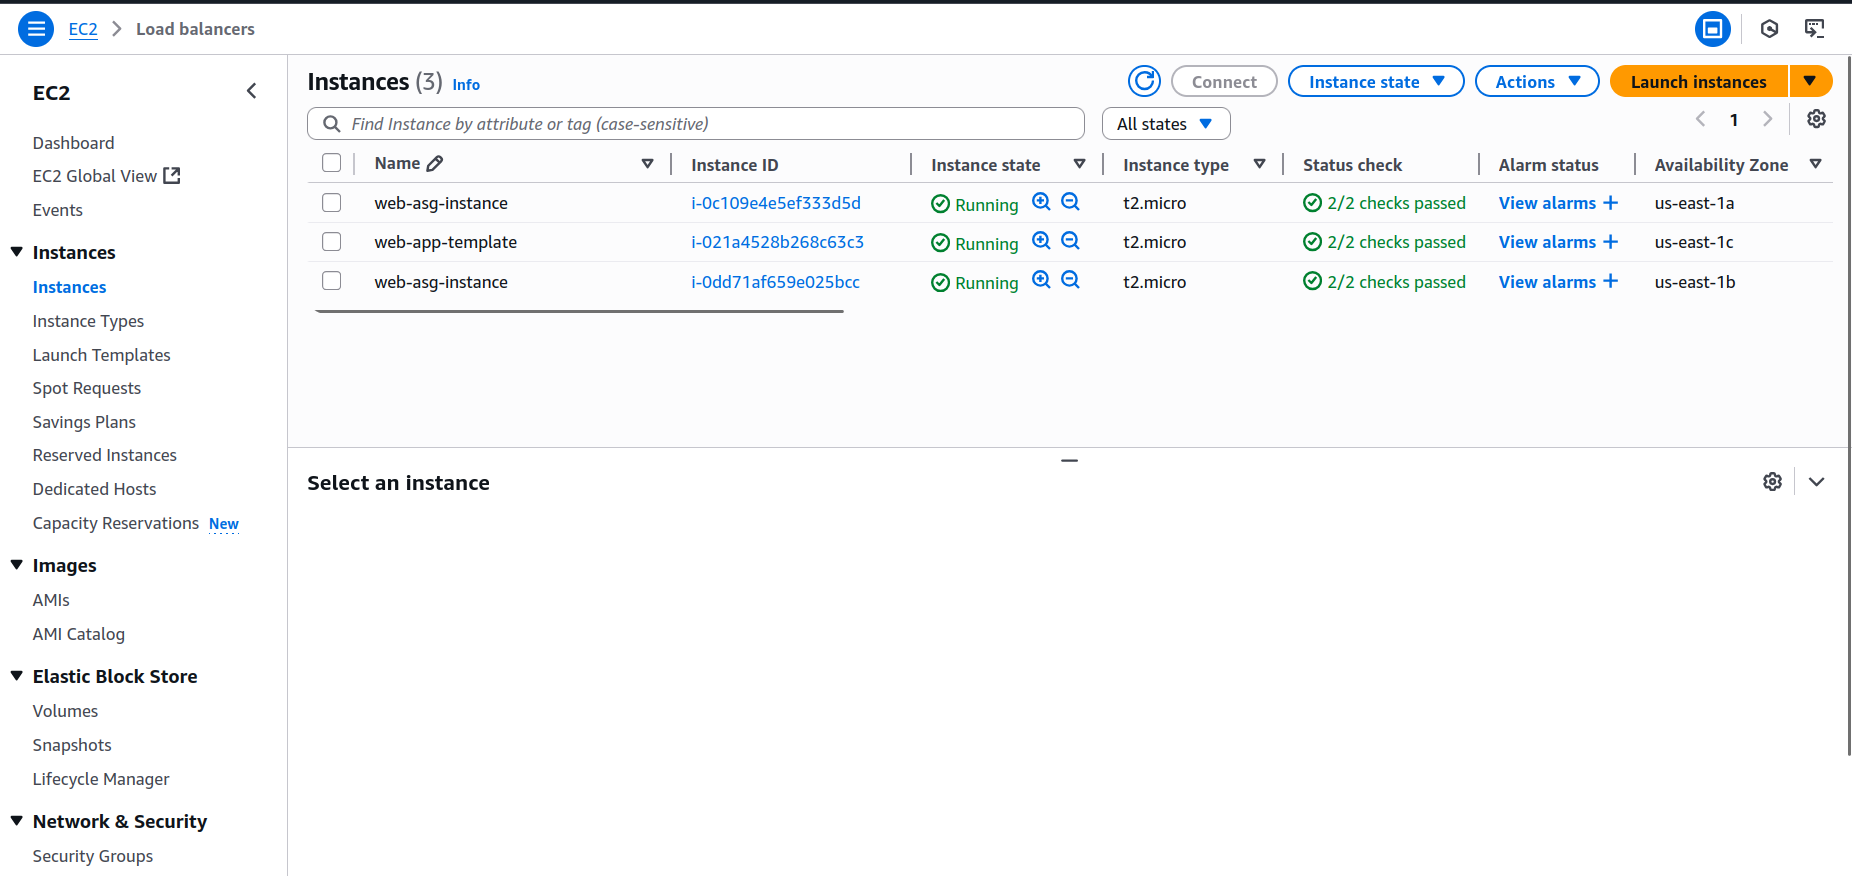 EC2 > Load balancers
EC2
Dashboard
EC2 Global View
Events
Instances
Instances
Instance Types
Launch Templates
Spot Requests
Savings Plans
Reserved Instances
Dedicated Hosts
Capacity Reservations New
Images
AMIs
AMI Catalog
Elastic Block Store
Volumes
Snapshots
Lifecycle Manager
Network & Security
Security Groups
Instances (3) Info
Connect Instance state Actions Launch instances
Find Instance by attribute or tag (case-sensitive) All states 1
Name Instance ID Instance state Instance type Status check Alarm status Availability Zone
web-asg-instance i-0c109e4e5ef333d5d Running t2.micro 2/2 checks passed View alarms + us-east-1a
web-app-template i-021a4528b268c63c3 Running t2.micro 2/2 checks passed View alarms + us-east-1c
web-asg-instance i-0dd71af659e025bcc Running t2.micro 2/2 checks passed View alarms + us-east-1b
Select an instance